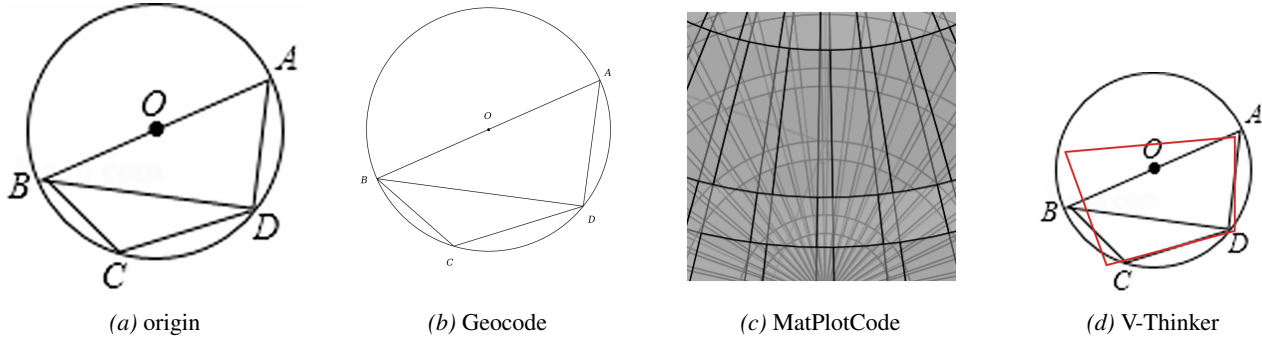 A
O
B
D
C
(a) origin
A
O
B
D
C
(b) Geocode
(c) MatPlotCode
A
O
B
D
C
(d) V-Thinker